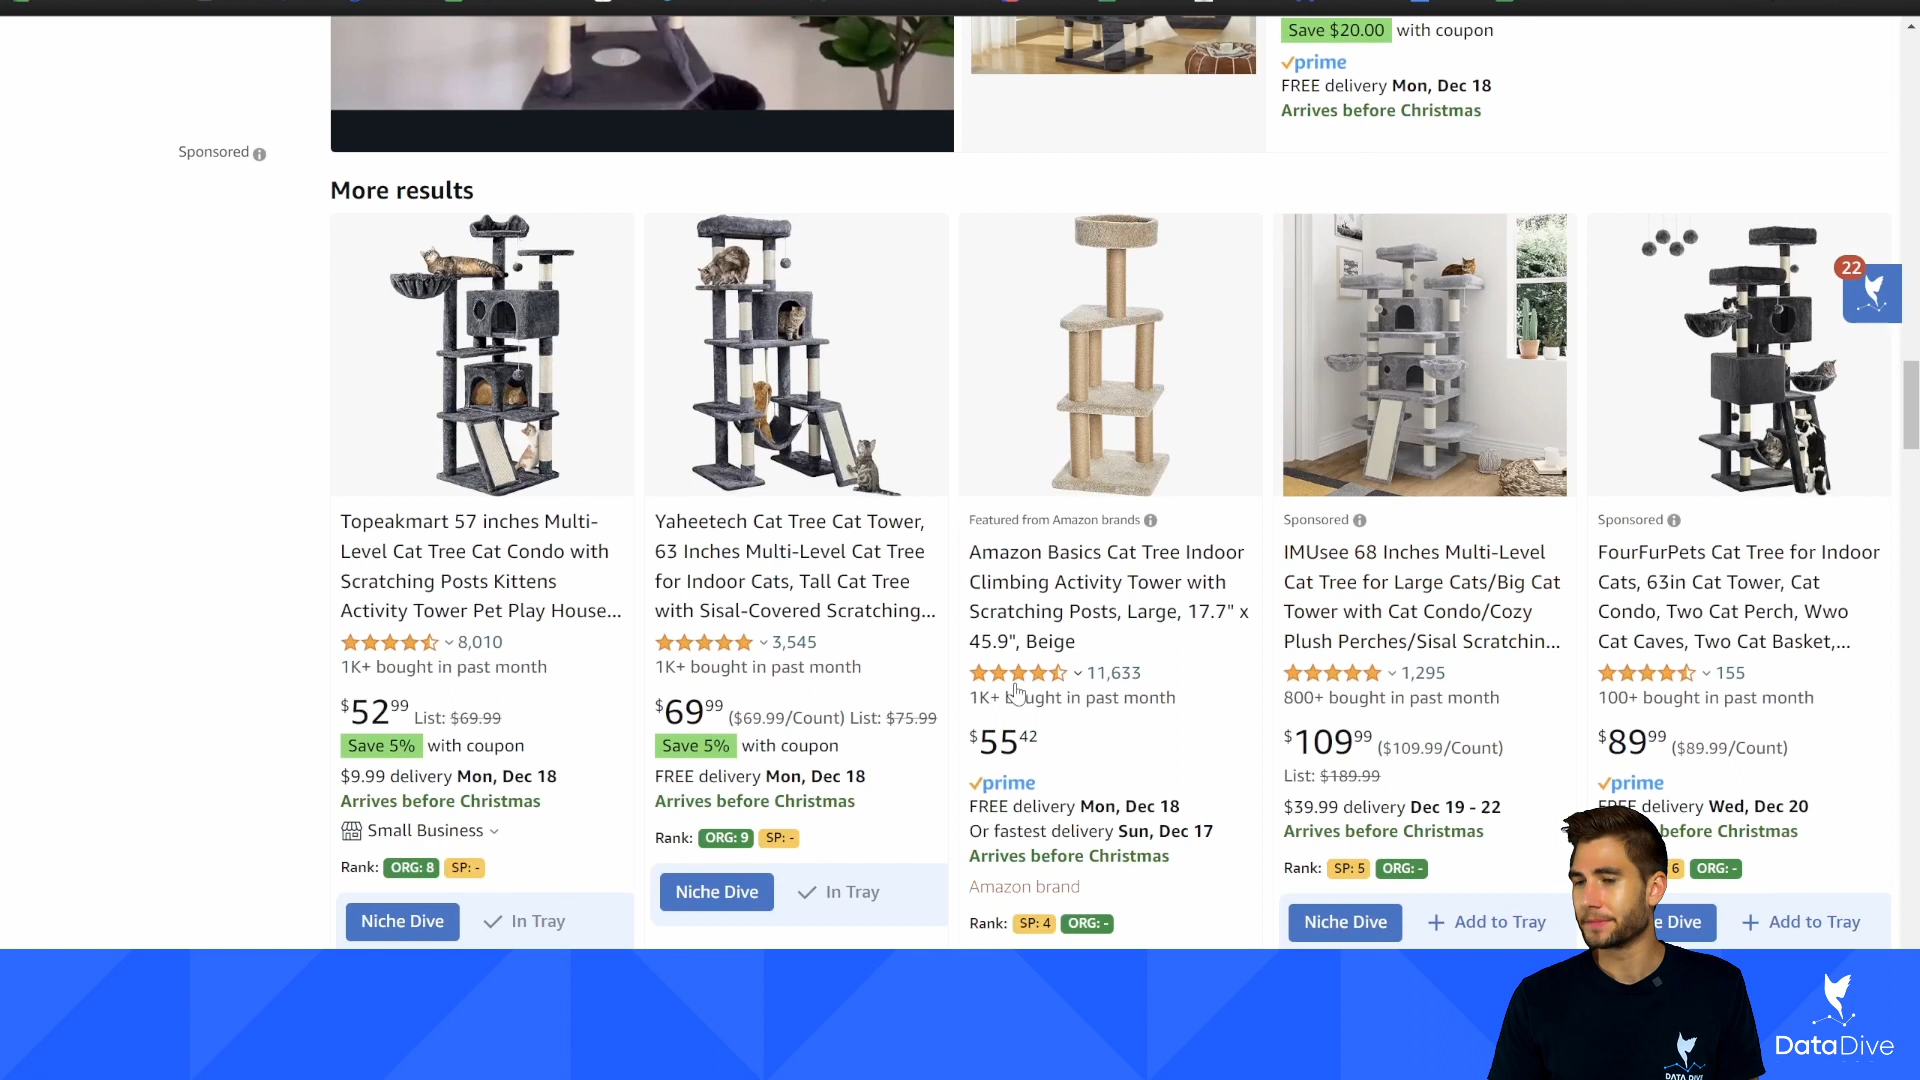 Save $20.00 with coupon
prime
FREE delivery Mon, Dec 18
Arrives before Christmas
Sponsored
More results
22
Topeakmart 57 inches Multi-
Level Cat Tree Cat Condo with
Scratching Posts Kittens
Activity Tower Pet Play House...
8,010
1K+ bought in past month
$52 99 List: $69.99
Save 5% with coupon
$9.99 delivery Mon, Dec 18
Arrives before Christmas
Small Business
Rank: ORG: 8 SP: -
Niche Dive In Tray
Yaheetech Cat Tree Cat Tower,
63 Inches Multi-Level Cat Tree
for Indoor Cats, Tall Cat Tree
with Sisal-Covered Scratching...
3,545
1K+ bought in past month
$69 99 ($69.99/Count) List: $75.99
Save 5% with coupon
FREE delivery Mon, Dec 18
Arrives before Christmas
Rank: ORG: 9 SP: -
Niche Dive In Tray
Featured from Amazon brands
Amazon Basics Cat Tree Indoor
Climbing Activity Tower with
Scratching Posts, Large, 17.7" x
45.9", Beige
11,633
1K+ bought in past month
$55 42
prime
FREE delivery Mon, Dec 18
Or fastest delivery Sun, Dec 17
Arrives before Christmas
Amazon brand
Rank: SP: 4 ORG: -
Sponsored
IMUsee 68 Inches Multi-Level
Cat Tree for Large Cats/Big Cat
Tower with Cat Condo/Cozy
Plush Perches/Sisal Scratchin...
1,295
800+ bought in past month
$109 99 ($109.99/Count)
List: $189.99
$39.99 delivery Dec 19 - 22
Arrives before Christmas
Rank: SP: 5 ORG: -
Niche Dive + Add to Tray
Sponsored
FourFurPets Cat Tree for Indoor
Cats, 63in Cat Tower, Cat
Condo, Two Cat Perch, Wwo
Cat Caves, Two Cat Basket,...
155
100+ bought in past month
$89 99 ($89.99/Count)
prime
FREE delivery Wed, Dec 20
before Christmas
6 ORG: -
Dive + Add to Tray
DATA DIVE
DataDive